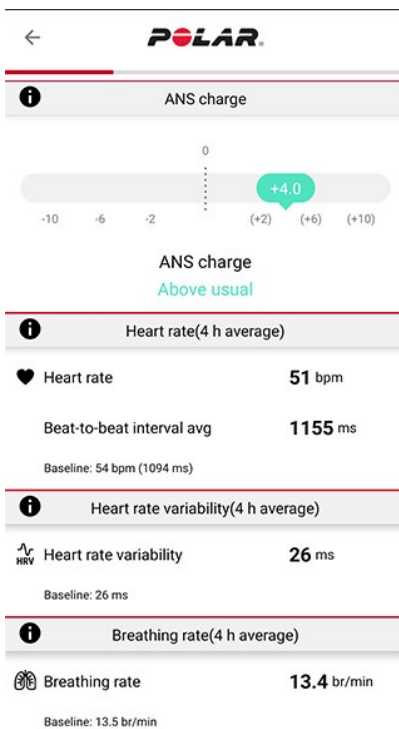 POLAR.
ANS charge
0
+4.0
-10 -6 -2 (+2) (+6) (+10)
ANS charge
Above usual
Heart rate(4 h average)
Heart rate 51 bpm
Beat-to-beat interval avg 1155 ms
Baseline: 54 bpm (1094 ms)
Heart rate variability(4 h average)
HRV Heart rate variability 26 ms
Baseline: 26 ms
Breathing rate(4 h average)
Breathing rate 13.4 br/min
Baseline: 13.5 br/min